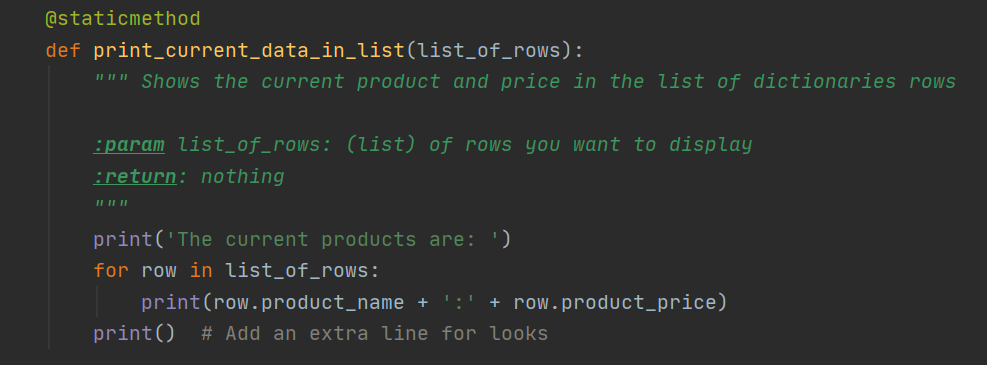 @staticmethod
def print_current_data_in_list(list_of_rows):
    """ Shows the current product and price in the list of dictionaries rows

    :param list_of_rows: (list) of rows you want to display
    :return: nothing
    """
    print('The current products are: ')
    for row in list_of_rows:
        print(row.product_name + ':' + row.product_price)
    print()  # Add an extra line for looks